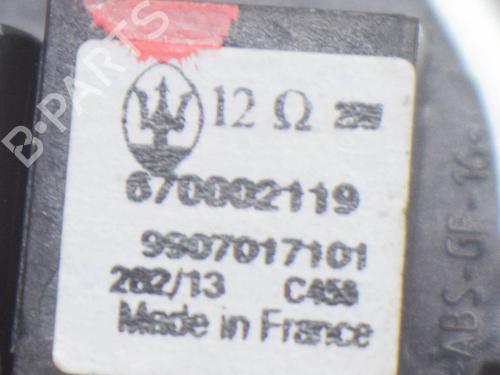 12 Ω
670002119
9907017101
262/13 C458
Made in France
ABS-GF-16
B-PARTS